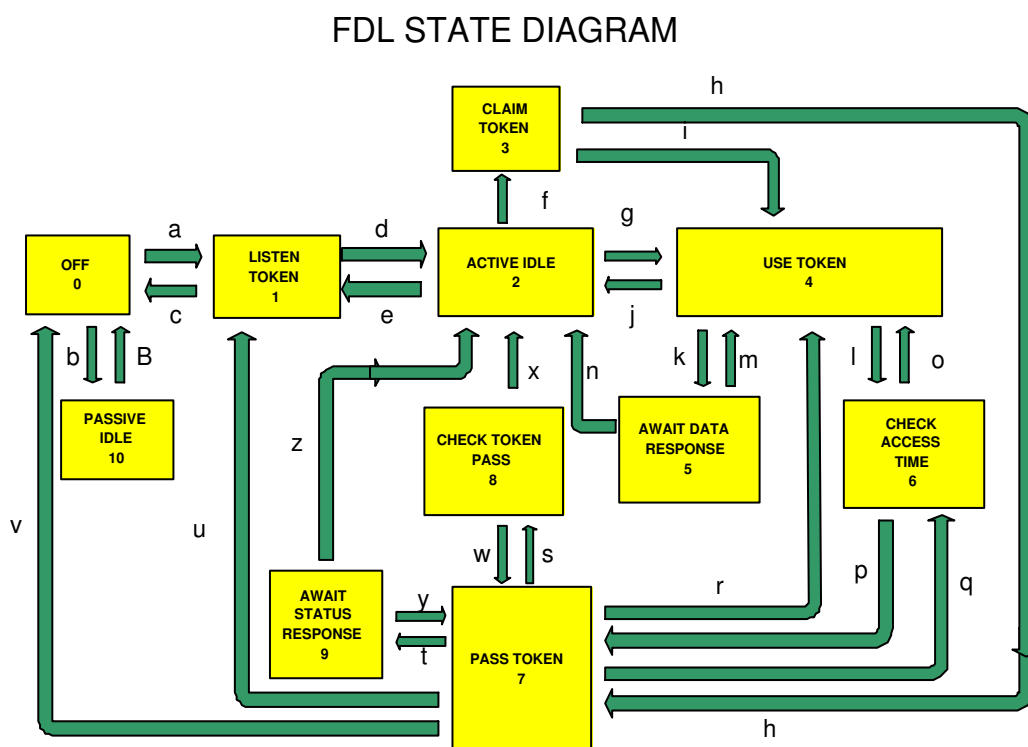 FDL STATE DIAGRAM
h
CLAIM
TOKEN
3
i
f
g
a
d
OFF
0
LISTEN
TOKEN
1
ACTIVE IDLE
2
USE TOKEN
4
c
e
j
b
B
x
n
k
m
l
o
PASSIVE
IDLE
10
z
CHECK TOKEN
PASS
8
AWAIT DATA
RESPONSE
5
CHECK
ACCESS
TIME
6
v
u
w
s
p
q
AWAIT
STATUS
RESPONSE
9
y
t
r
PASS TOKEN
7
h